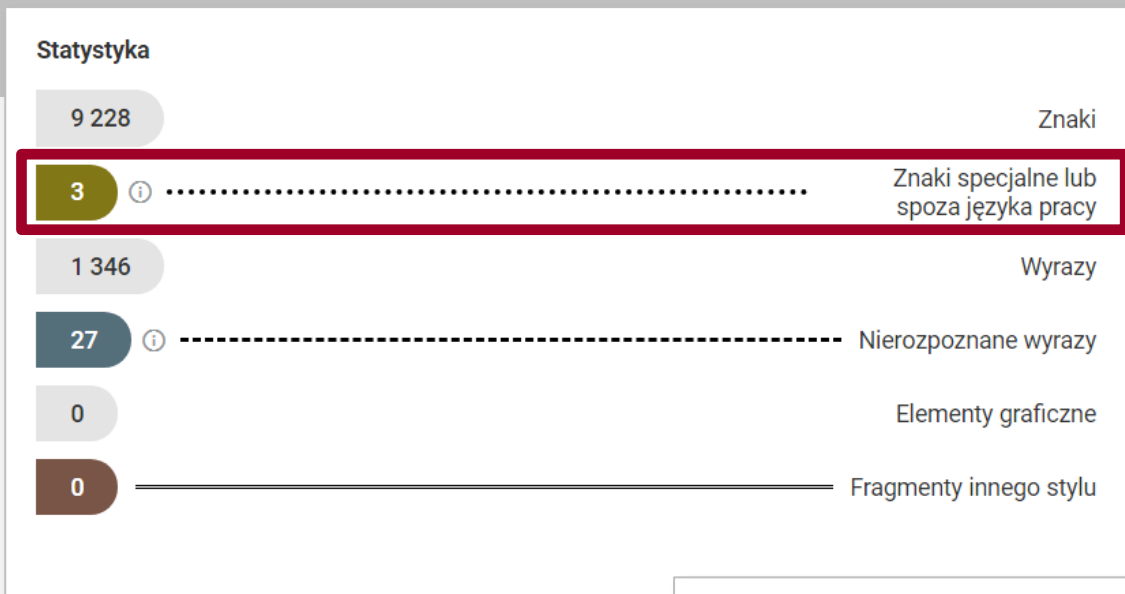 Statystyka
9 228 Znaki
3 Znaki specjalne lub
spoza języka pracy
1 346 Wyrazy
27 Nierozpoznane wyrazy
0 Elementy graficzne
0 Fragmenty innego stylu